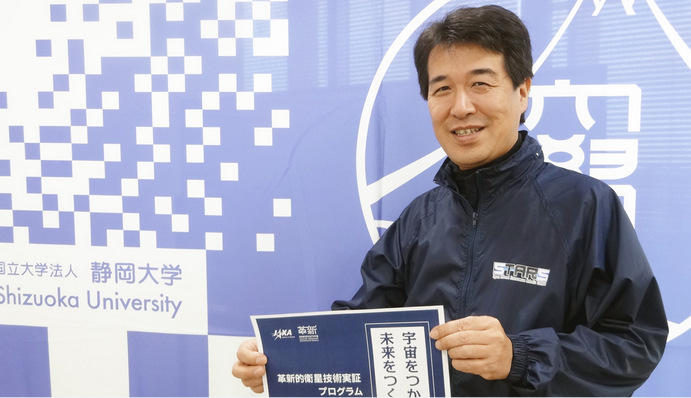 国立大学法人 静岡大学
Shizuoka University
STARS
JAXA
革新的衛星技術実証
プログラム
宇宙をつか
未来をつく